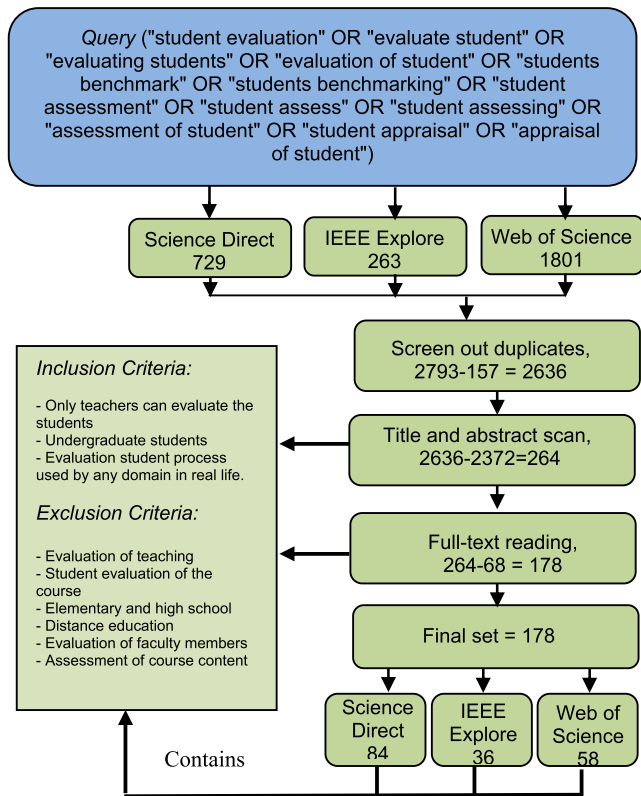 Query ("student evaluation" OR "evaluate student" OR
"evaluating students" OR "evaluation of student" OR "students
benchmark" OR "students benchmarking" OR "student
assessment" OR "student assess" OR "student assessing" OR
"assessment of student" OR "student appraisal" OR "appraisal
of student")
Science Direct
729
IEEE Explore
263
Web of Science
1801
Screen out duplicates,
2793-157 = 2636
Title and abstract scan,
2636-2372=264
Full-text reading,
264-68 = 178
Final set = 178
Science
Direct
84
IEEE
Explore
36
Web of
Science
58
Inclusion Criteria:
- Only teachers can evaluate the
students
- Undergraduate students
- Evaluation student process
used by any domain in real life.
Exclusion Criteria:
- Evaluation of teaching
- Student evaluation of the
course
- Elementary and high school
- Distance education
- Evaluation of faculty members
- Assessment of course content
Contains